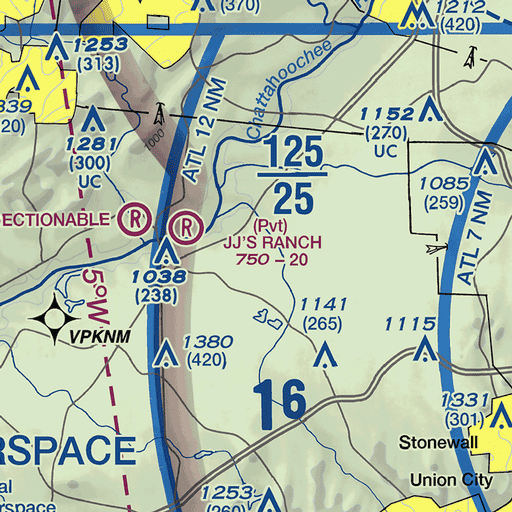 (370)
1212
(420)
1253
(313)
839
20)
1281
(300)
UC
1000
ATL 12 NM
Chattahoochee
125
25
1152
(270)
UC
1085
(259)
ATL 7 NM
ECTIONABLE
R
R
(Pvt)
JJ'S RANCH
750 - 20
1038
(238)
5°W
VPKNM
1380
(420)
1141
(265)
1115
16
1331
(301)
Stonewall
RSPACE
Union City
al
rspace
1253
(260)